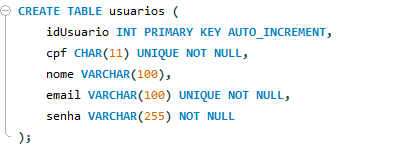 CREATE TABLE usuarios (
idUsuario INT PRIMARY KEY AUTO_INCREMENT,
cpf CHAR(11) UNIQUE NOT NULL,
nome VARCHAR(100),
email VARCHAR(100) UNIQUE NOT NULL,
senha VARCHAR(255) NOT NULL
);